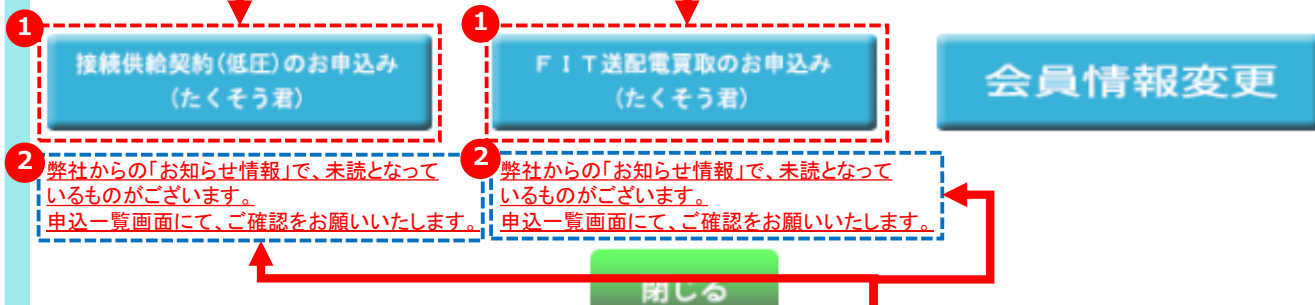 1
接続供給契約(低圧)のお申込み
(たくそう君)
1
ＦＩＴ送配電買取のお申込み
(たくそう君)
会員情報変更
2
弊社からの「お知らせ情報」で、未読となって
いるものがございます。
申込一覧画面にて、ご確認をお願いいたします。
2
弊社からの「お知らせ情報」で、未読となって
いるものがございます。
申込一覧画面にて、ご確認をお願いいたします。
閉じる